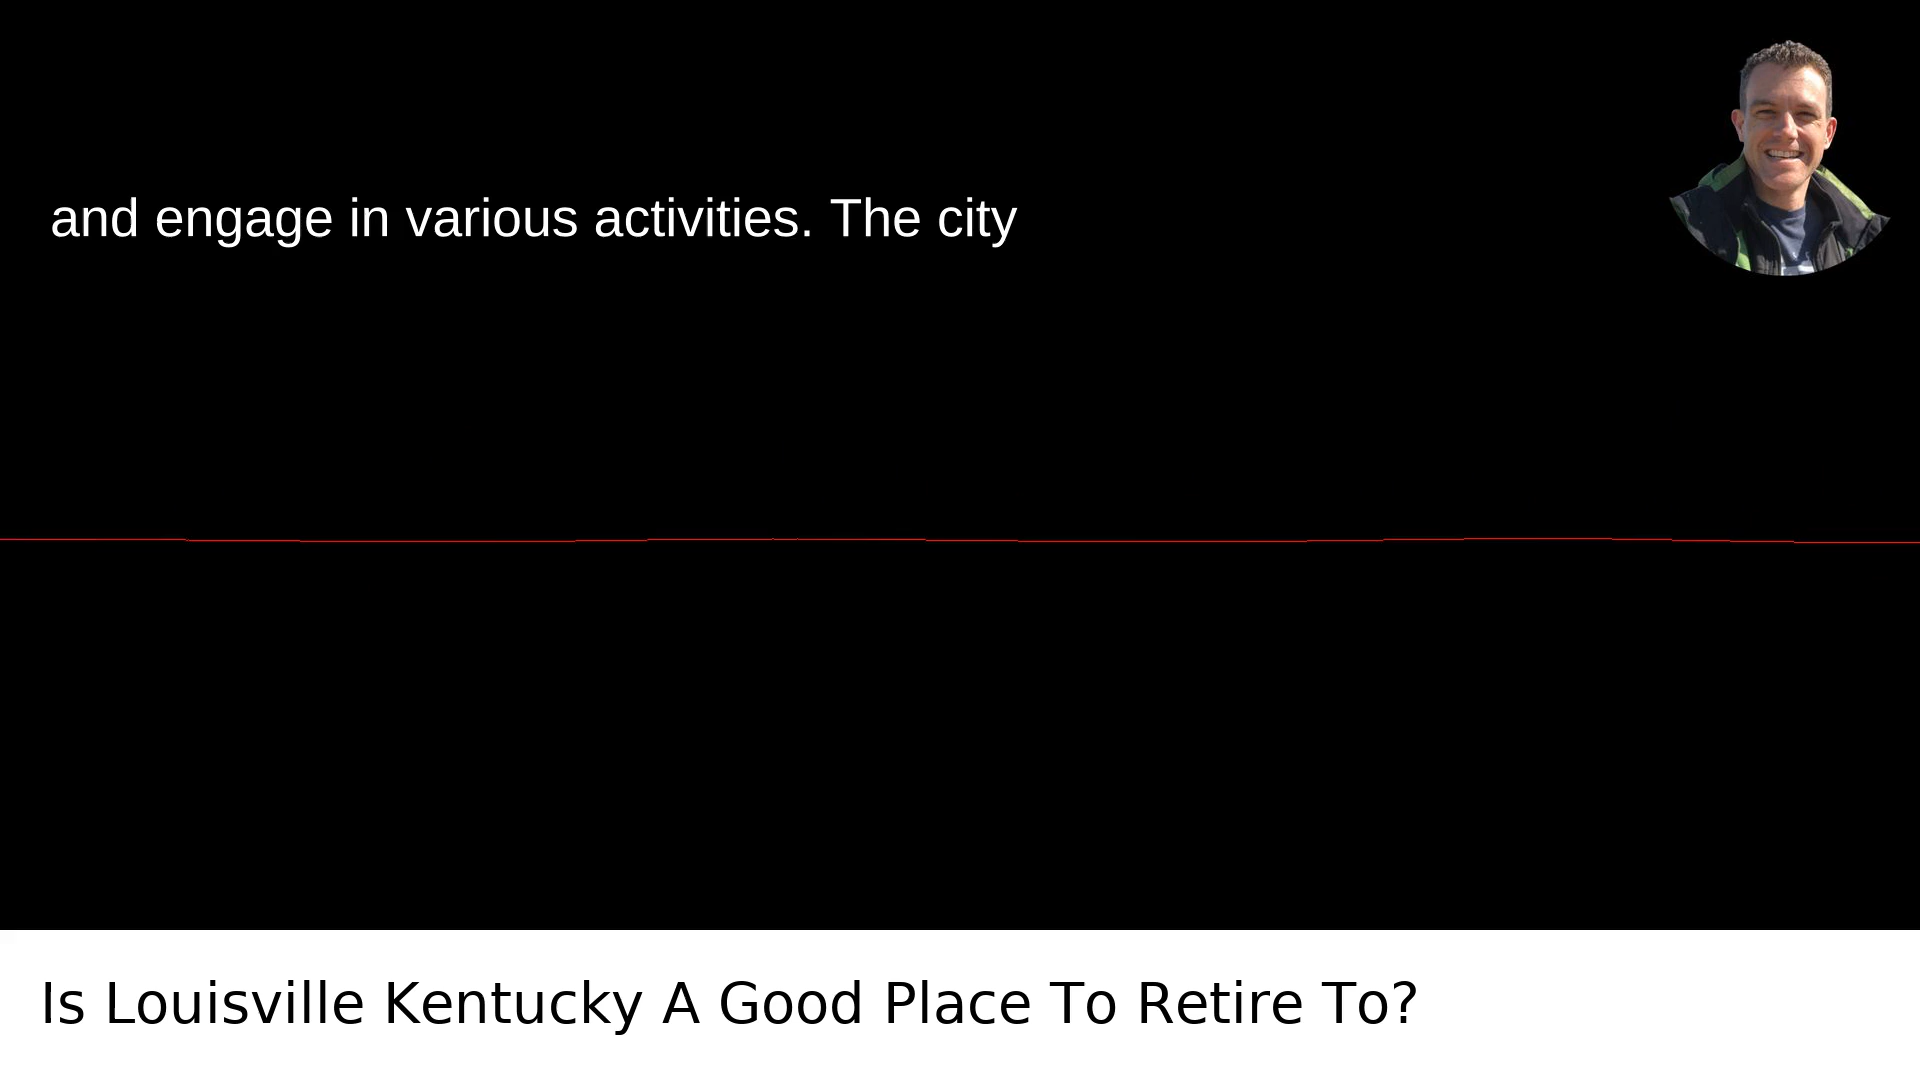 and engage in various activities. The city
Is Louisville Kentucky A Good Place To Retire To?